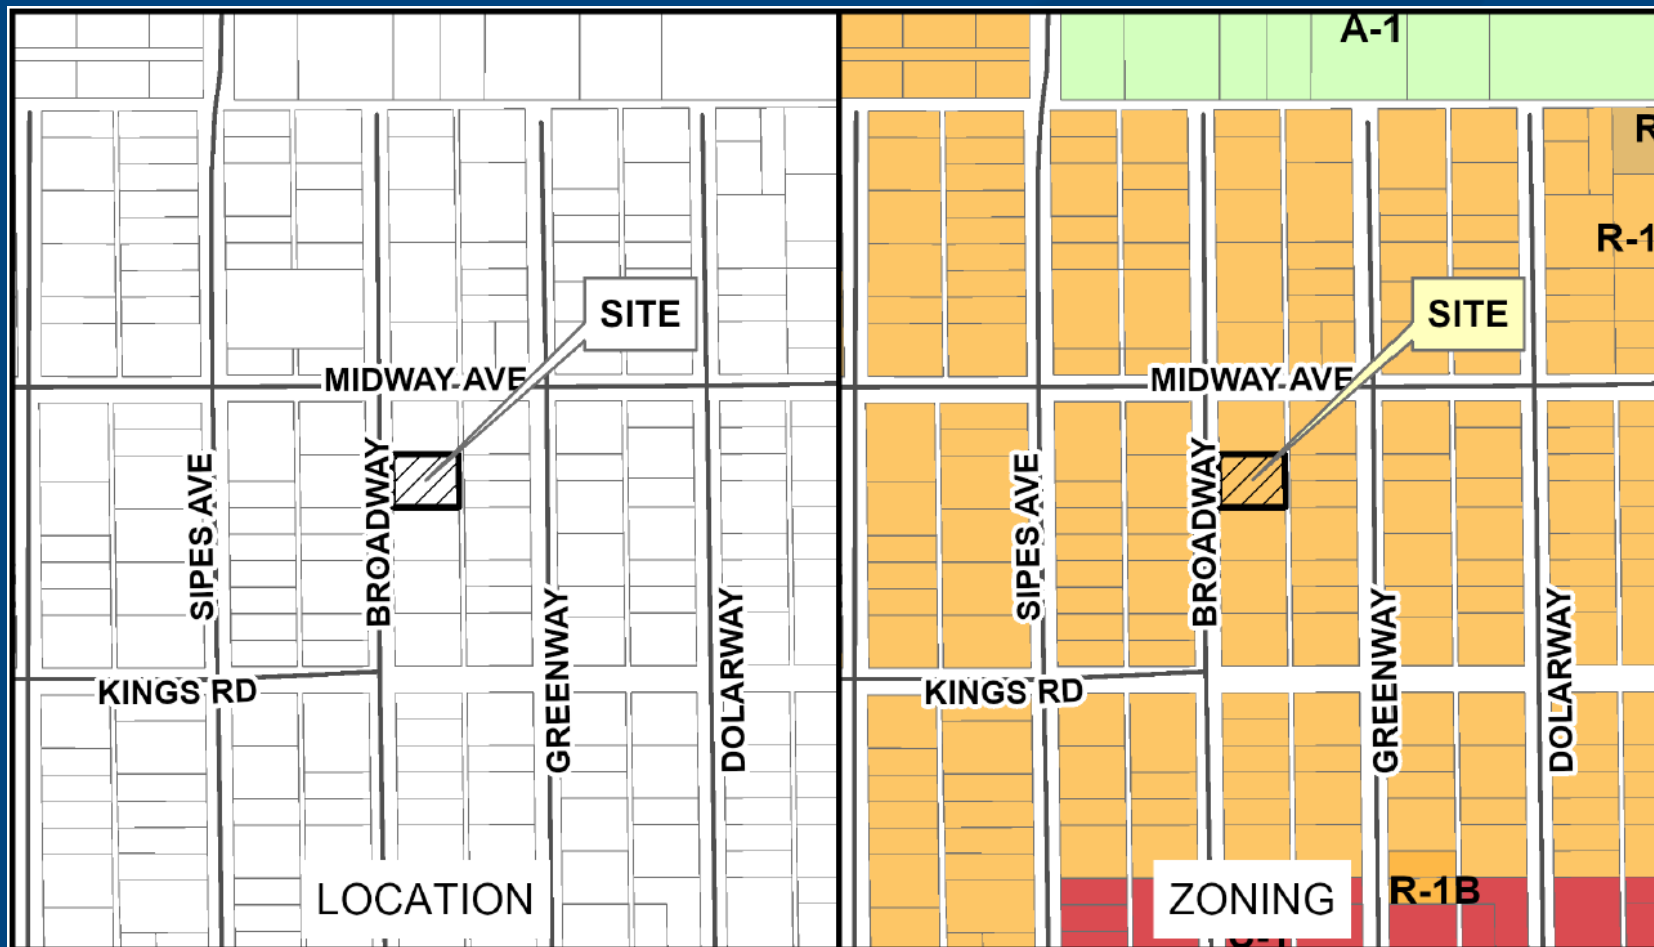 SITE
MIDWAY AVE
SIPES AVE
BROADWAY
GREENWAY
DOLARWAY
KINGS RD
LOCATION
A-1
R-1
SITE
MIDWAY AVE
SIPES AVE
BROADWAY
GREENWAY
DOLARWAY
KINGS RD
R-1B
ZONING